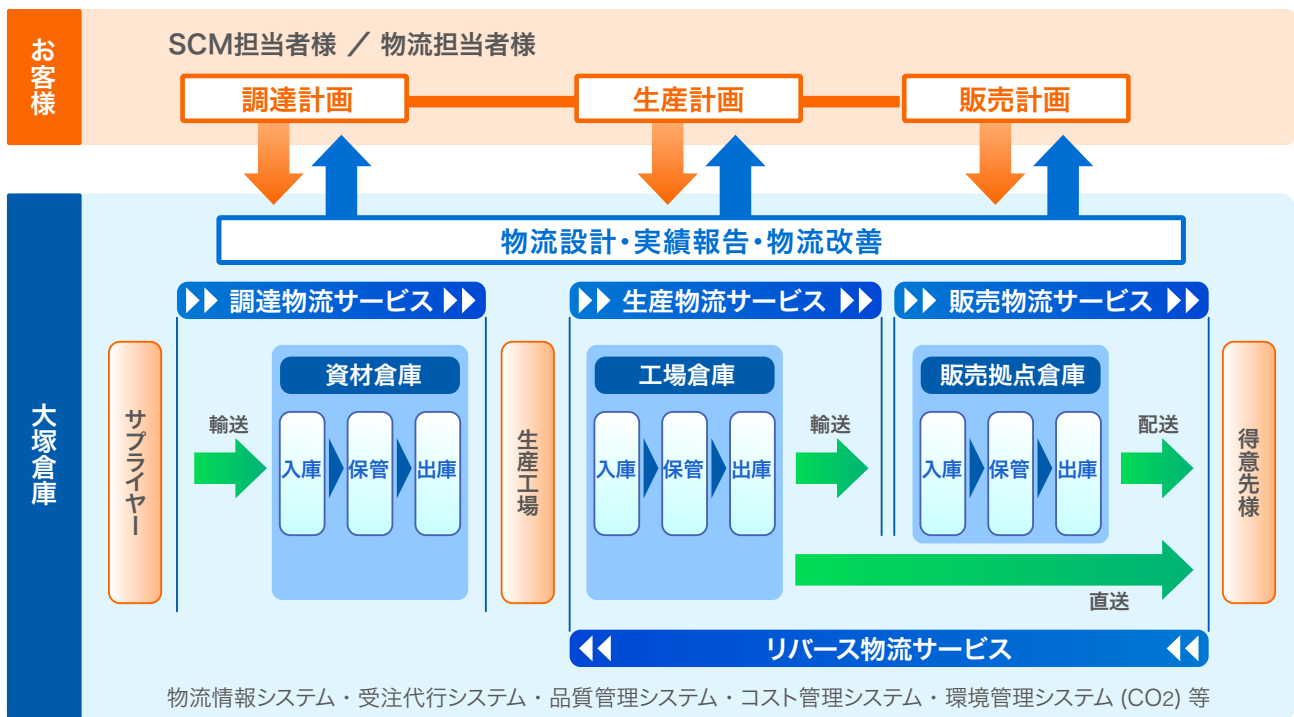 お客様
SCM担当者様 ／ 物流担当者様
調達計画
生産計画
販売計画
大塚倉庫
物流設計・実績報告・物流改善
調達物流サービス
生産物流サービス
販売物流サービス
サプライヤー
輸送
資材倉庫
入庫
保管
出庫
生産工場
工場倉庫
入庫
保管
出庫
輸送
販売拠点倉庫
入庫
保管
出庫
配送
直送
得意先様
リバース物流サービス
物流情報システム・受注代行システム・品質管理システム・コスト管理システム・環境管理システム (CO2) 等